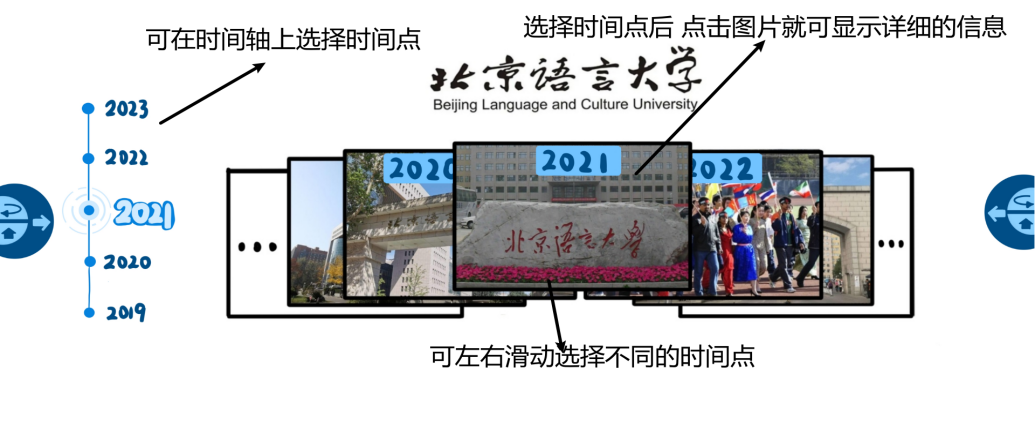 选择时间点后 点击图片就可显示详细的信息
可在时间轴上选择时间点
北京语言大学
Beijing Language and Culture University
2023
2022
2021
2020
2019
2020
2021
2022
北京语言大學
可左右滑动选择不同的时间点